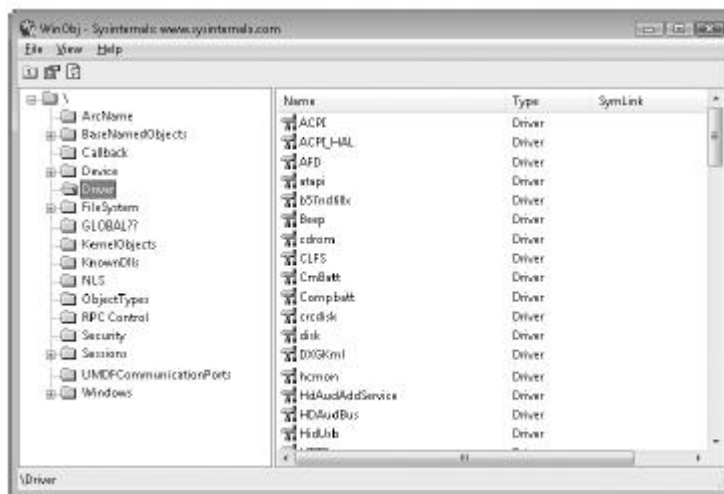 WinObj - Sysinternals: www.sysinternals.com
File View Help
\
ArcName
BaseNamedObjects
Callback
Device
Driver
FileSystem
GLOBAL??
KernelObjects
KnownDlls
NLS
ObjectTypes
RPC Control
Security
Sessions
UMDFCommunicationPorts
Windows
Name Type SymLink
ACPI Driver
ACPI_HAL Driver
AFD Driver
atapi Driver
Driver
Beep Driver
cdrom Driver
CLFS Driver
CmBatt Driver
Compbatt Driver
crcdisk Driver
disk Driver
DXGKrnl Driver
hcmon Driver
HdAudAddService Driver
HDAudBus Driver
HidUsb Driver
\Driver